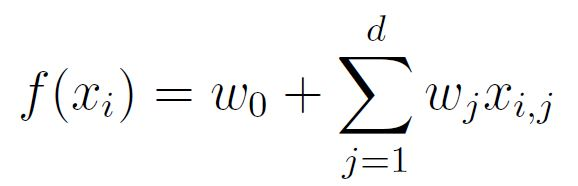 f(x_i) = w_0 + \sum_{j=1}^{d} w_j x_{i,j}